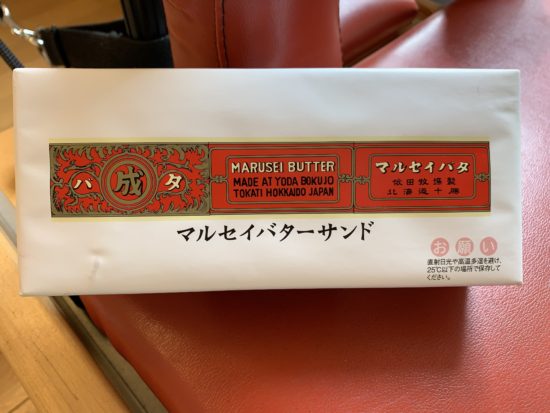 バ 成 タ
MARUSEI BUTTER
MADE AT YODA BOKUJO
TOKATI HOKKAIDO JAPAN
マルセイバタ
依田牧場製
北海道十勝
マルセイバターサンド
お願い
直射日光や高温多湿を避け、
25℃以下の場所で保存して
ください。